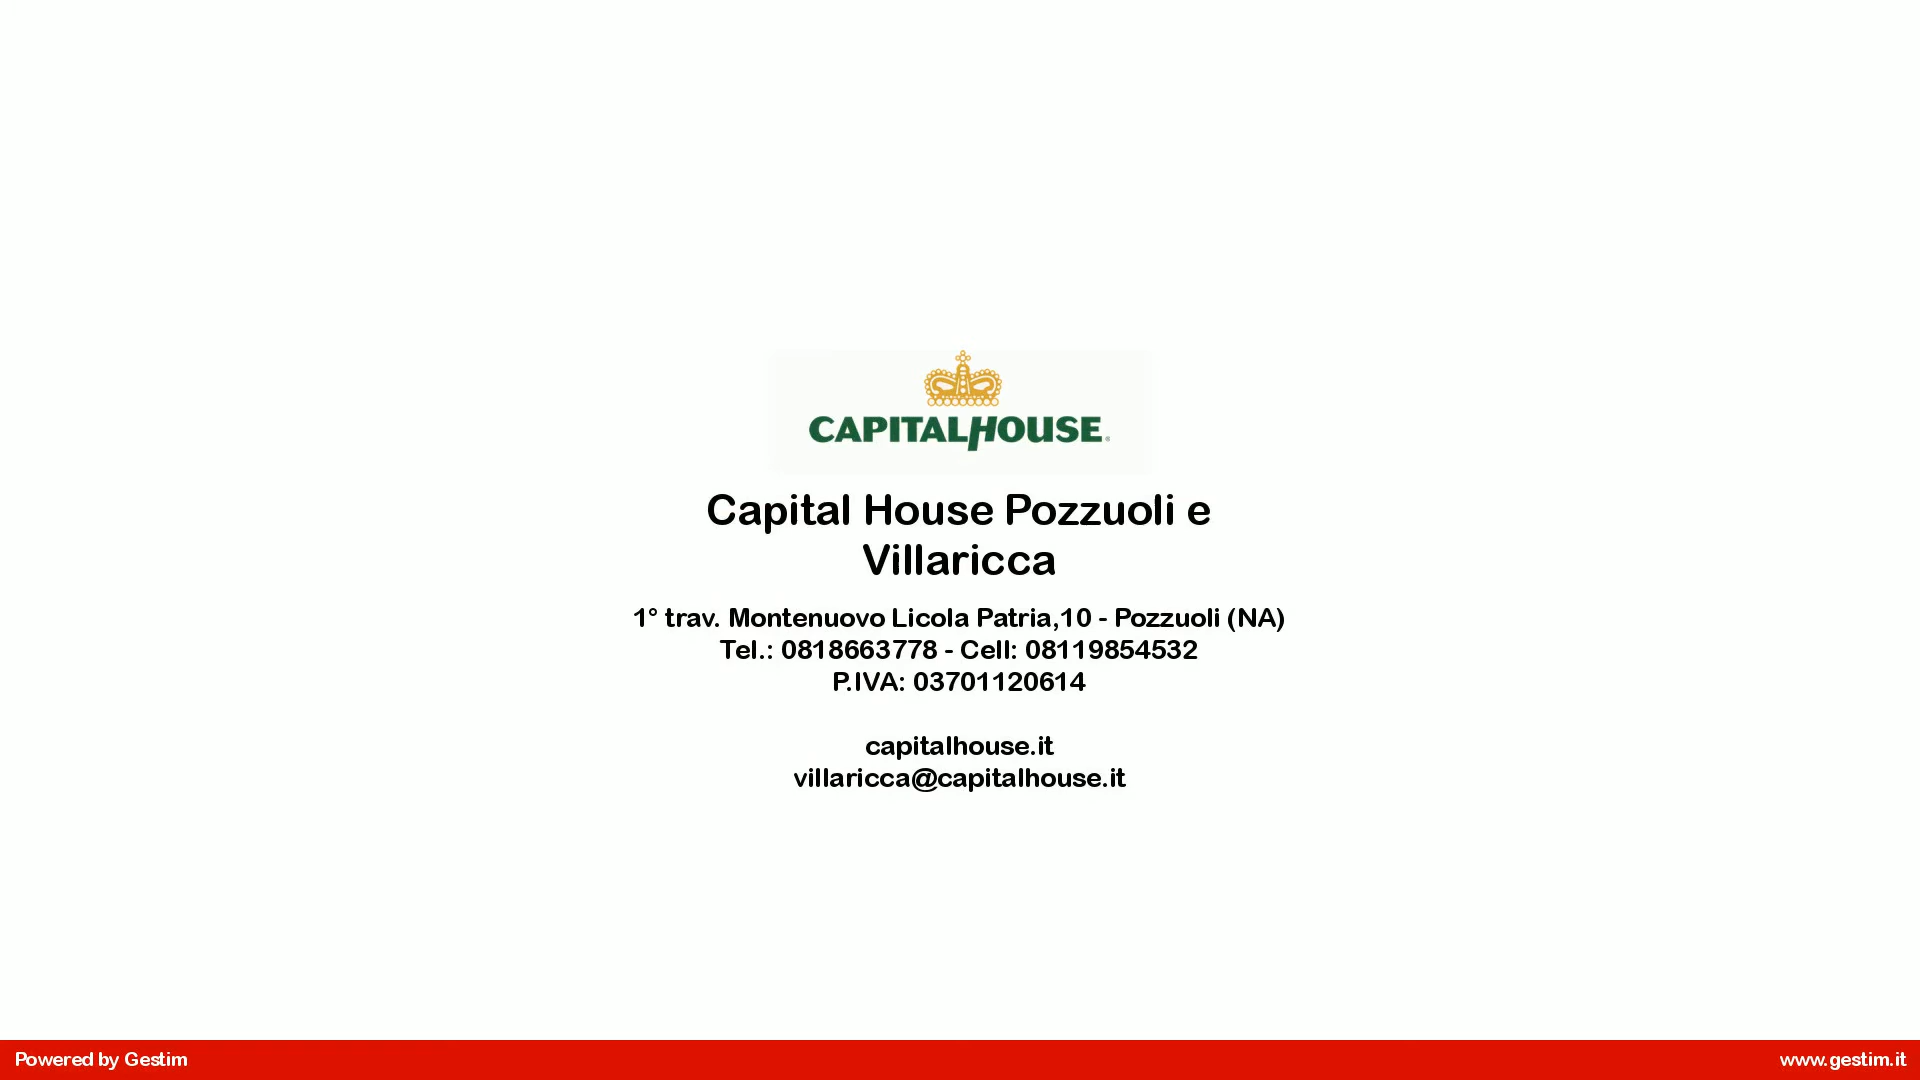 CAPITALHOUSE
Capital House Pozzuoli e
Villaricca
1° trav. Montenuovo Licola Patria,10 - Pozzuoli (NA)
Tel.: 0818663778 - Cell: 08119854532
P.IVA: 03701120614
capitalhouse.it
villaricca@capitalhouse.it
Powered by Gestim
www.gestim.it